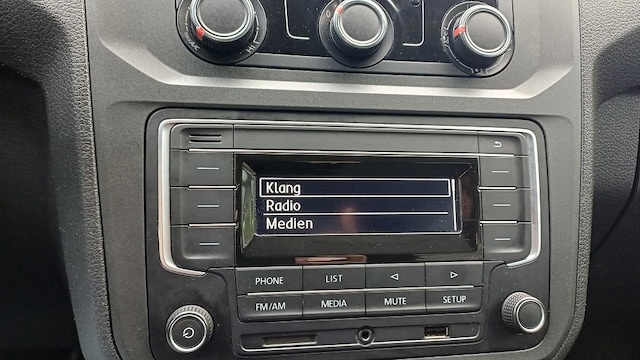 Klang
Radio
Medien
PHONE LIST
FM/AM MEDIA MUTE SETUP